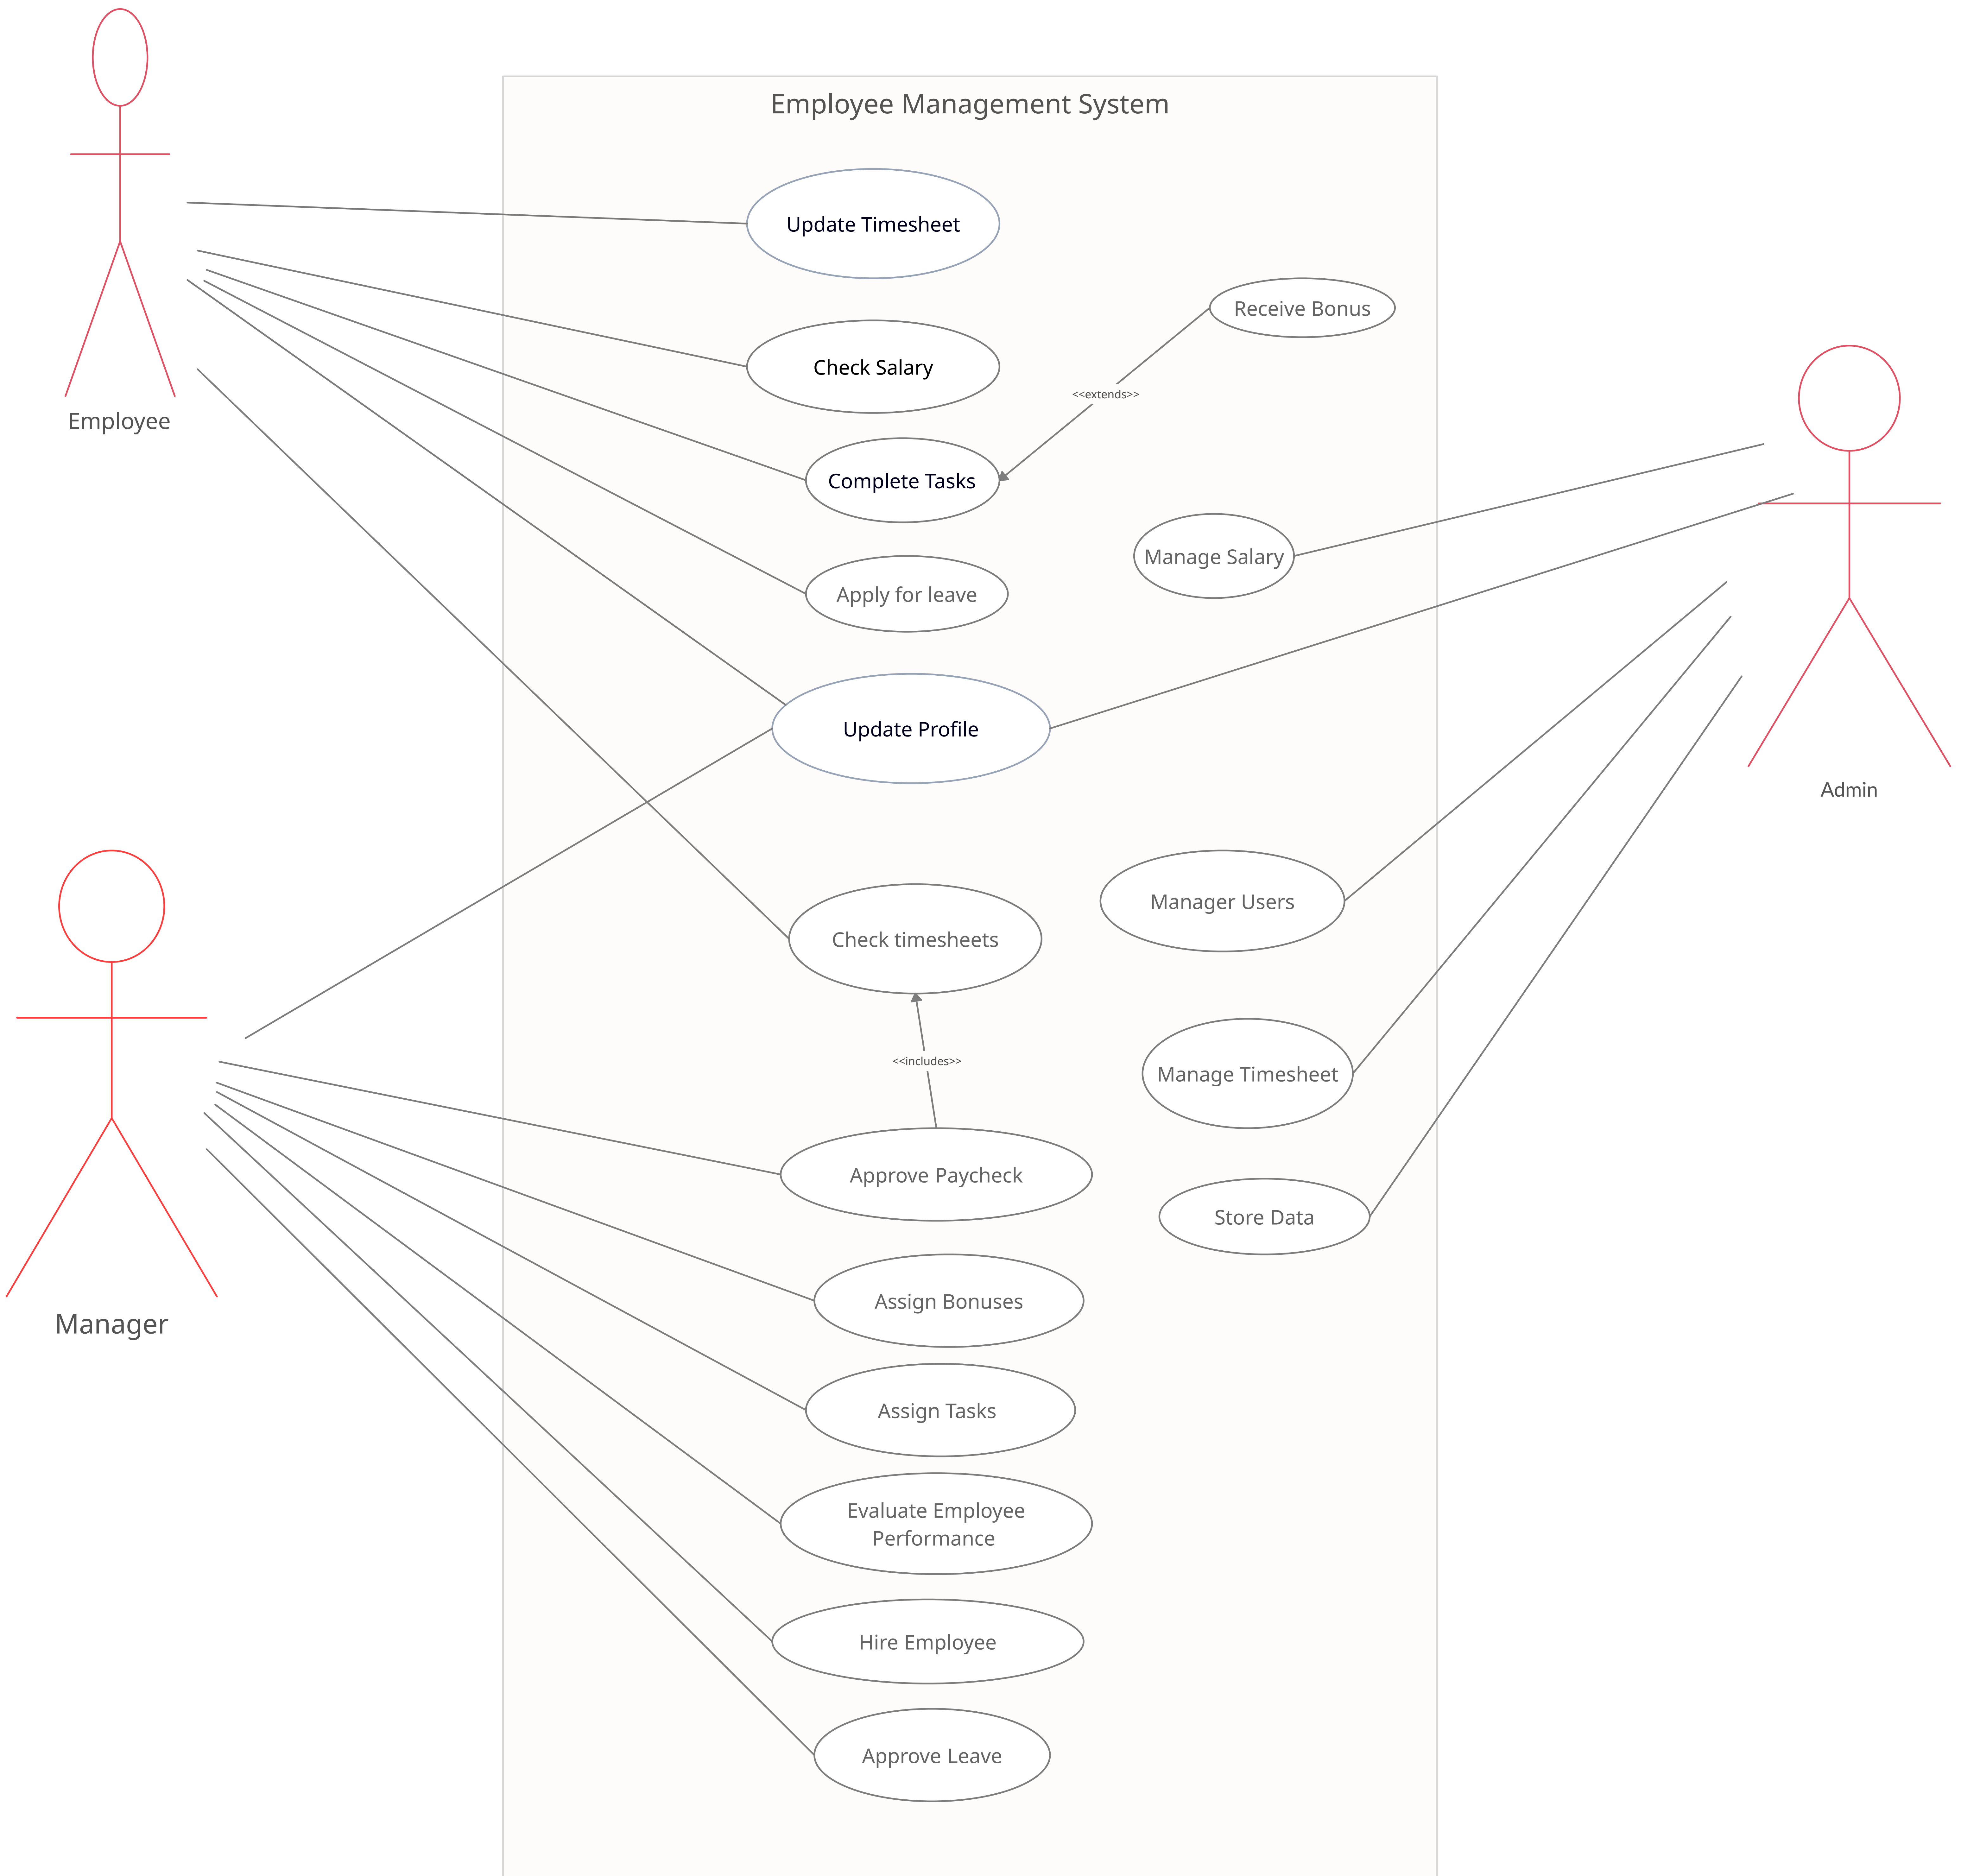 Employee Management System
Update Timesheet
Receive Bonus
Check Salary
<<extends>>
Employee
Complete Tasks
Manage Salary
Apply for leave
Update Profile
Admin
Manager Users
Check timesheets
<<includes>>
Manage Timesheet
Approve Paycheck
Store Data
Assign Bonuses
Manager
Assign Tasks
Evaluate Employee
Performance
Hire Employee
Approve Leave